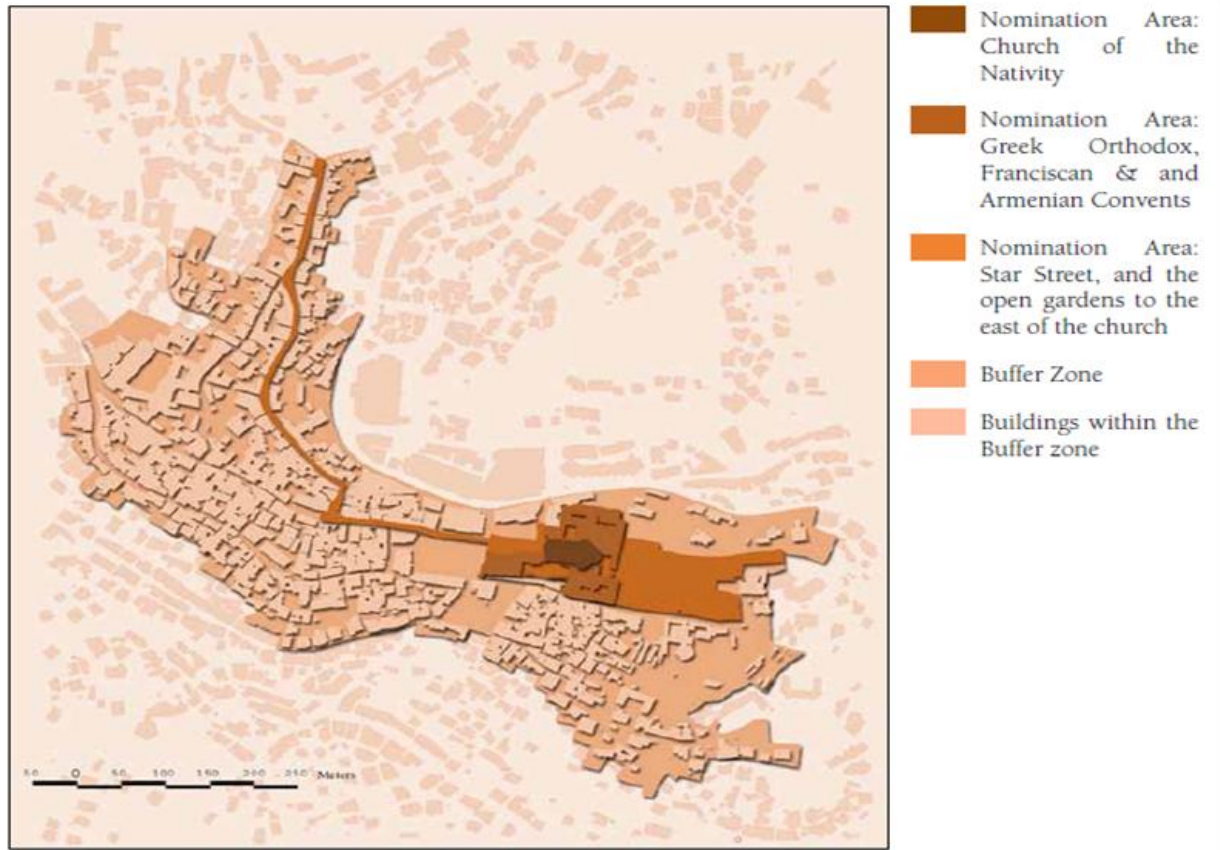 Nomination Area:
Church of the
Nativity
Nomination Area:
Greek Orthodox,
Franciscan & and
Armenian Convents
Nomination Area:
Star Street, and the
open gardens to the
east of the church
Buffer Zone
Buildings within the
Buffer zone
50 0 50 100 150 200 250 Meters